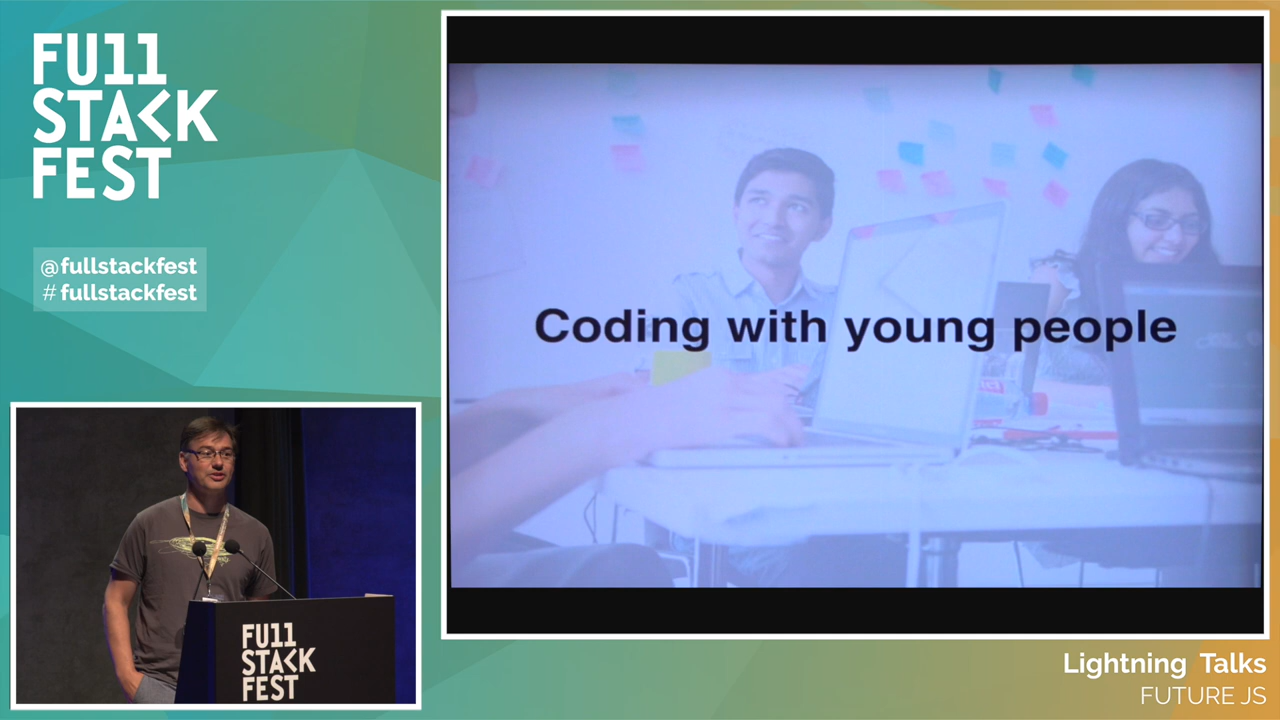 FU11
STACK
FEST
@fullstackfest
# fullstackfest
Coding with young people
FU11
STACK
FEST
Lightning Talks
FUTURE JS